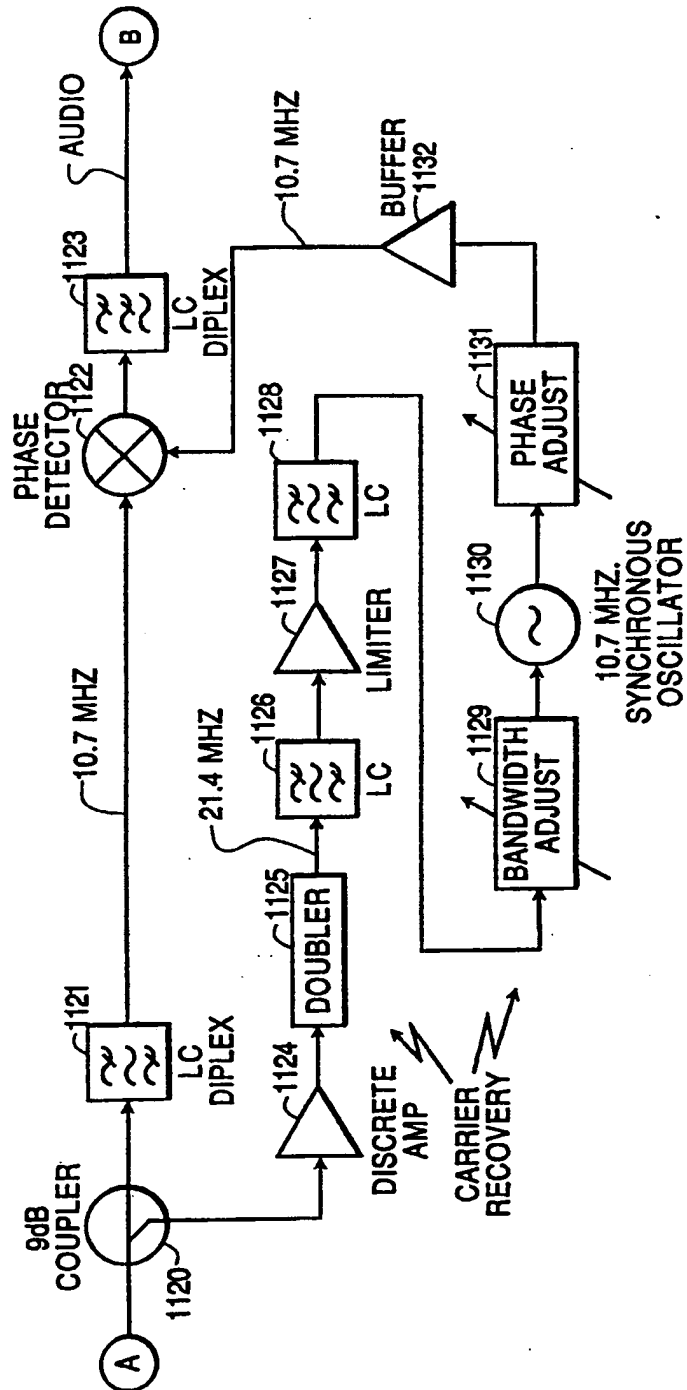 A
9dB
COUPLER
1120
1121
LC
DIPLEX
10.7 MHZ
PHASE
DETECTOR
1122
1123
LC
DIPLEX
AUDIO
B
1124
DISCRETE
AMP
1125
DOUBLER
21.4 MHZ
1126
LC
1127
LIMITER
1128
LC
10.7 MHZ
BUFFER
1132
CARRIER
RECOVERY
1129
BANDWIDTH
ADJUST
1130
10.7 MHZ.
SYNCHRONOUS
OSCILLATOR
1131
PHASE
ADJUST